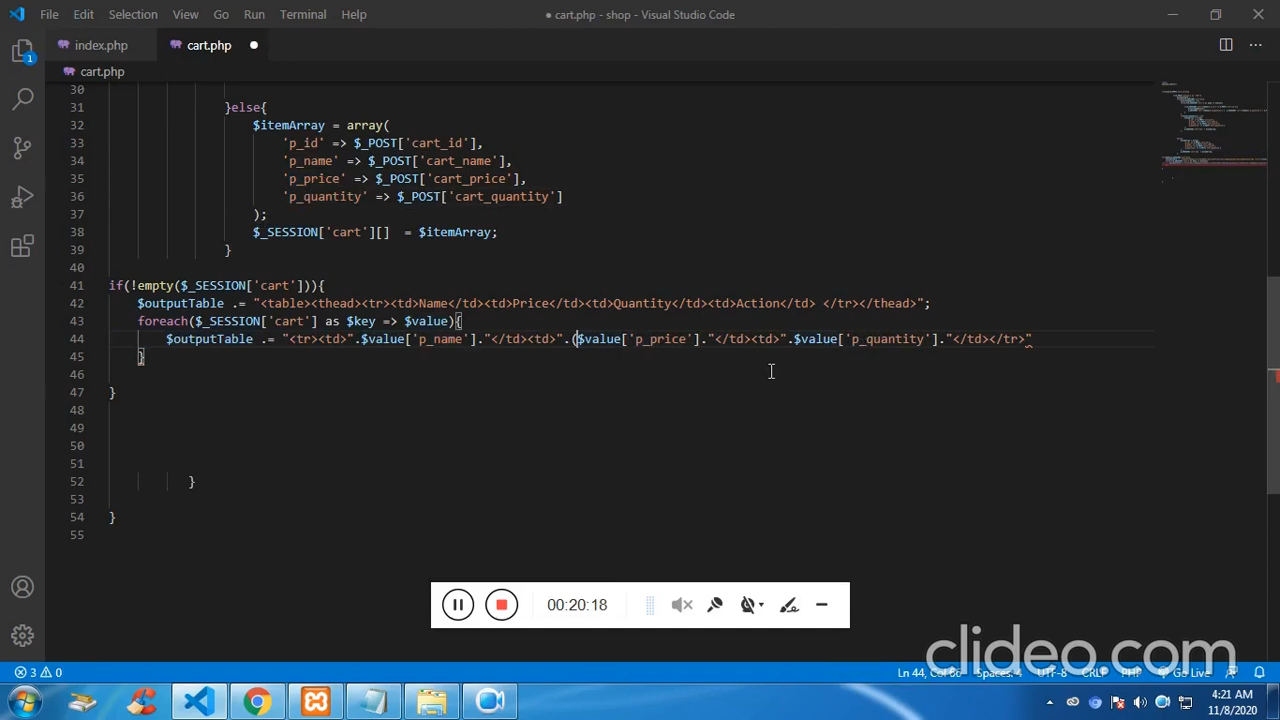 File Edit Selection View Go Run Terminal Help
● cart.php - shop - Visual Studio Code
index.php cart.php
cart.php
30
31 }else{
32 $itemArray = array(
33 'p_id' => $_POST['cart_id'],
34 'p_name' => $_POST['cart_name'],
35 'p_price' => $_POST['cart_price'],
36 'p_quantity' => $_POST['cart_quantity']
37 );
38 $_SESSION['cart'][]  = $itemArray;
39 }
40
41 if(!empty($_SESSION['cart'])){
42 $outputTable .= "<table><thead><tr><td>Name</td><td>Price</td><td>Quantity</td><td>Action</td> </tr></thead>";
43 foreach($_SESSION['cart'] as $key => $value){
44 $outputTable .= "<tr><td>".$value['p_name']."</td><td>".($value['p_price']."</td><td>".$value['p_quantity']."</td></tr>"
45 }
46
47 }
48
49
50
51
52 }
53
54 }
55
00:20:18
clideo.com
1
3 0
Ln 44, Spaces: 4 UTF-8 CRLF PHP Go Live
4:21 AM
11/8/2020